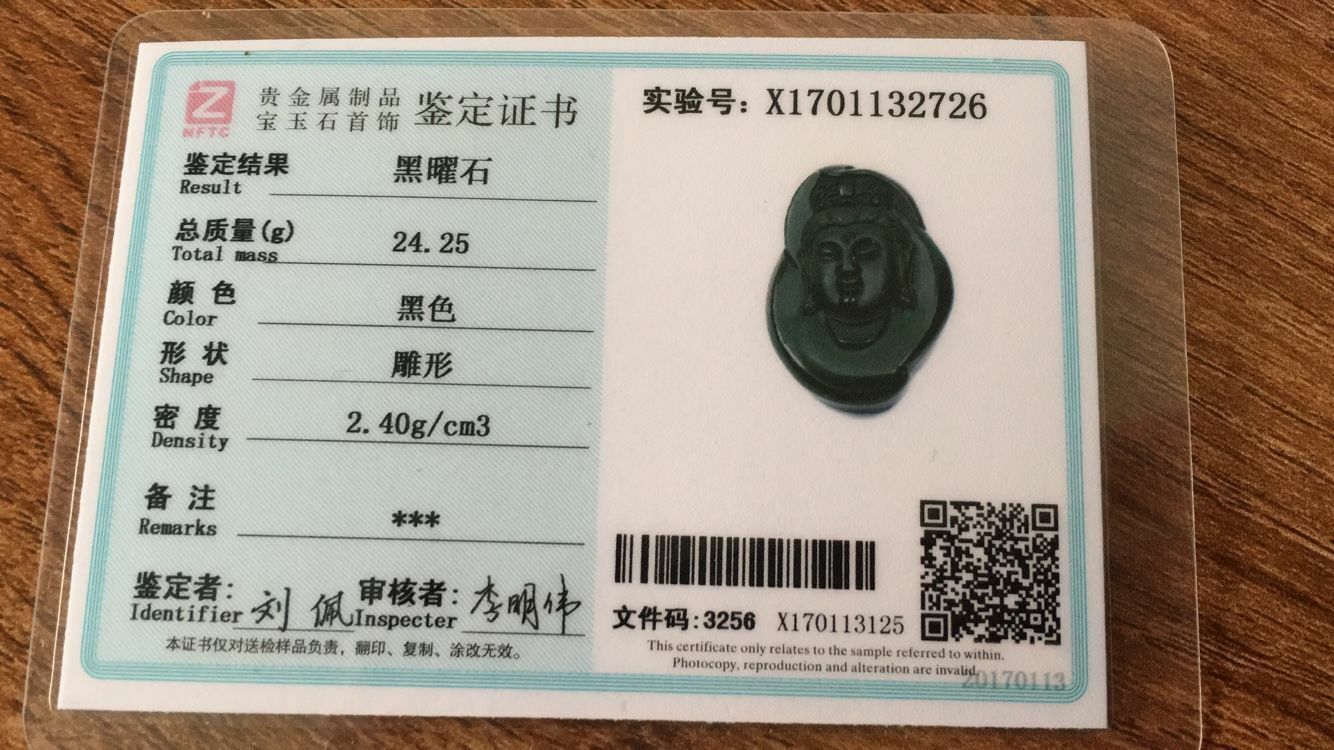 NFTC
贵金属制品
宝玉石首饰
鉴定证书
鉴定结果 黑曜石
Result
总质量(g) 24.25
Total mass
颜 色 黑色
Color
形 状 雕形
Shape
密 度 2.40g/cm3
Density
备 注 ***
Remarks
鉴定者: 刘 佩 审核者: 李明伟
Identifier Inspecter
本证书仅对送检样品负责，翻印、复制、涂改无效。
实验号：X1701132726
文件码:3256 X170113125
This certificate only relates to the sample referred to within.
Photocopy, reproduction and alteration are invalid.
20170113